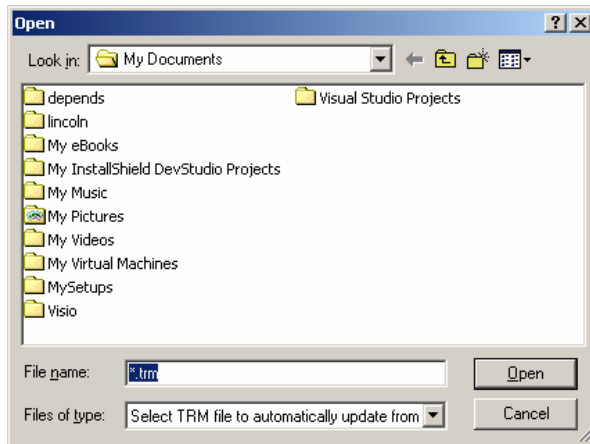 Open
Look in: My Documents
depends
lincoln
My eBooks
My InstallShield DevStudio Projects
My Music
My Pictures
My Videos
My Virtual Machines
MySetups
Visio
Visual Studio Projects
File name: *.trm Open
Files of type: Select TRM file to automatically update from Cancel